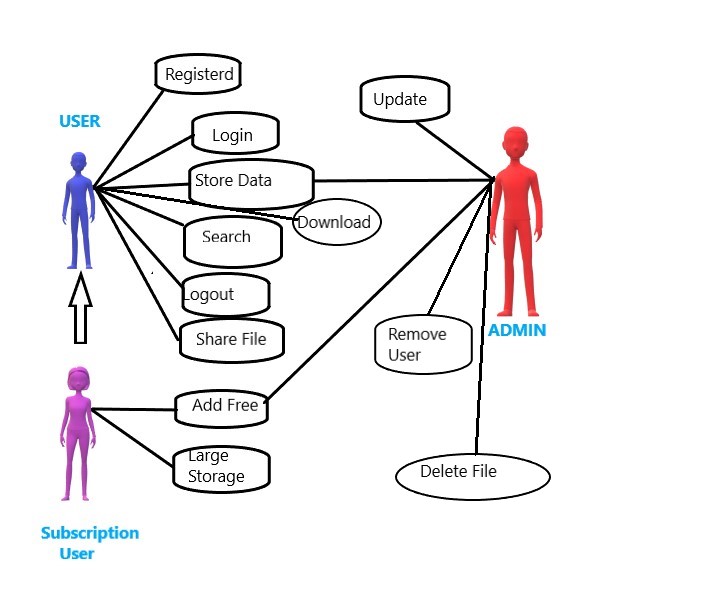 Registerd
Update
USER
Login
Store Data
Download
Search
Logout
ADMIN
Share File
Remove
User
Add Free
Large
Storage
Delete File
Subscription
User